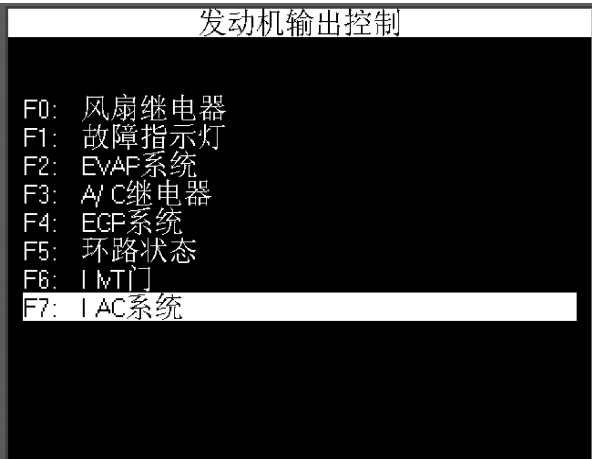 发动机输出控制
F0: 风扇继电器
F1: 故障指示灯
F2: EVAP系统
F3: A/C继电器
F4: EGP系统
F5: 环路状态
F6: IMT门
F7: IAC系统